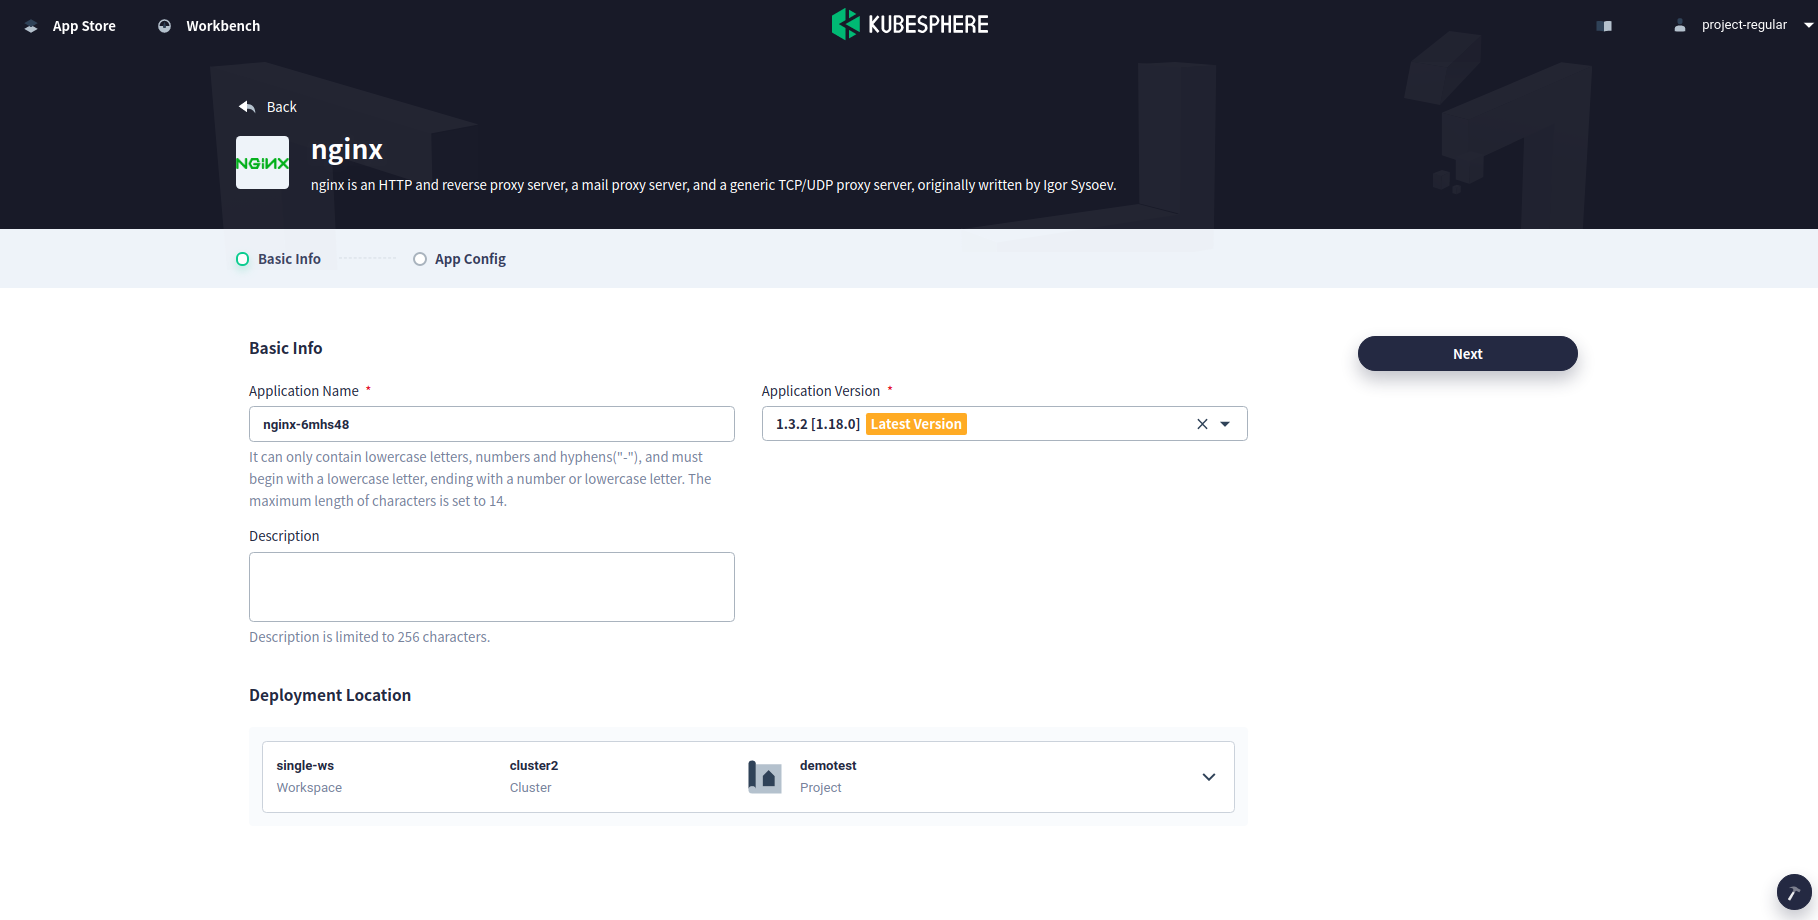 App Store
Workbench
KUBESPHERE
project-regular
Back
NGINX
nginx
nginx is an HTTP and reverse proxy server, a mail proxy server, and a generic TCP/UDP proxy server, originally written by Igor Sysoev.
Basic Info
App Config
Basic Info
Next
Application Name *
Application Version *
nginx-6mhs48
1.3.2 [1.18.0] Latest Version
It can only contain lowercase letters, numbers and hyphens("-"), and must
begin with a lowercase letter, ending with a number or lowercase letter. The
maximum length of characters is set to 14.
Description
Description is limited to 256 characters.
Deployment Location
single-ws
Workspace
cluster2
Cluster
demotest
Project